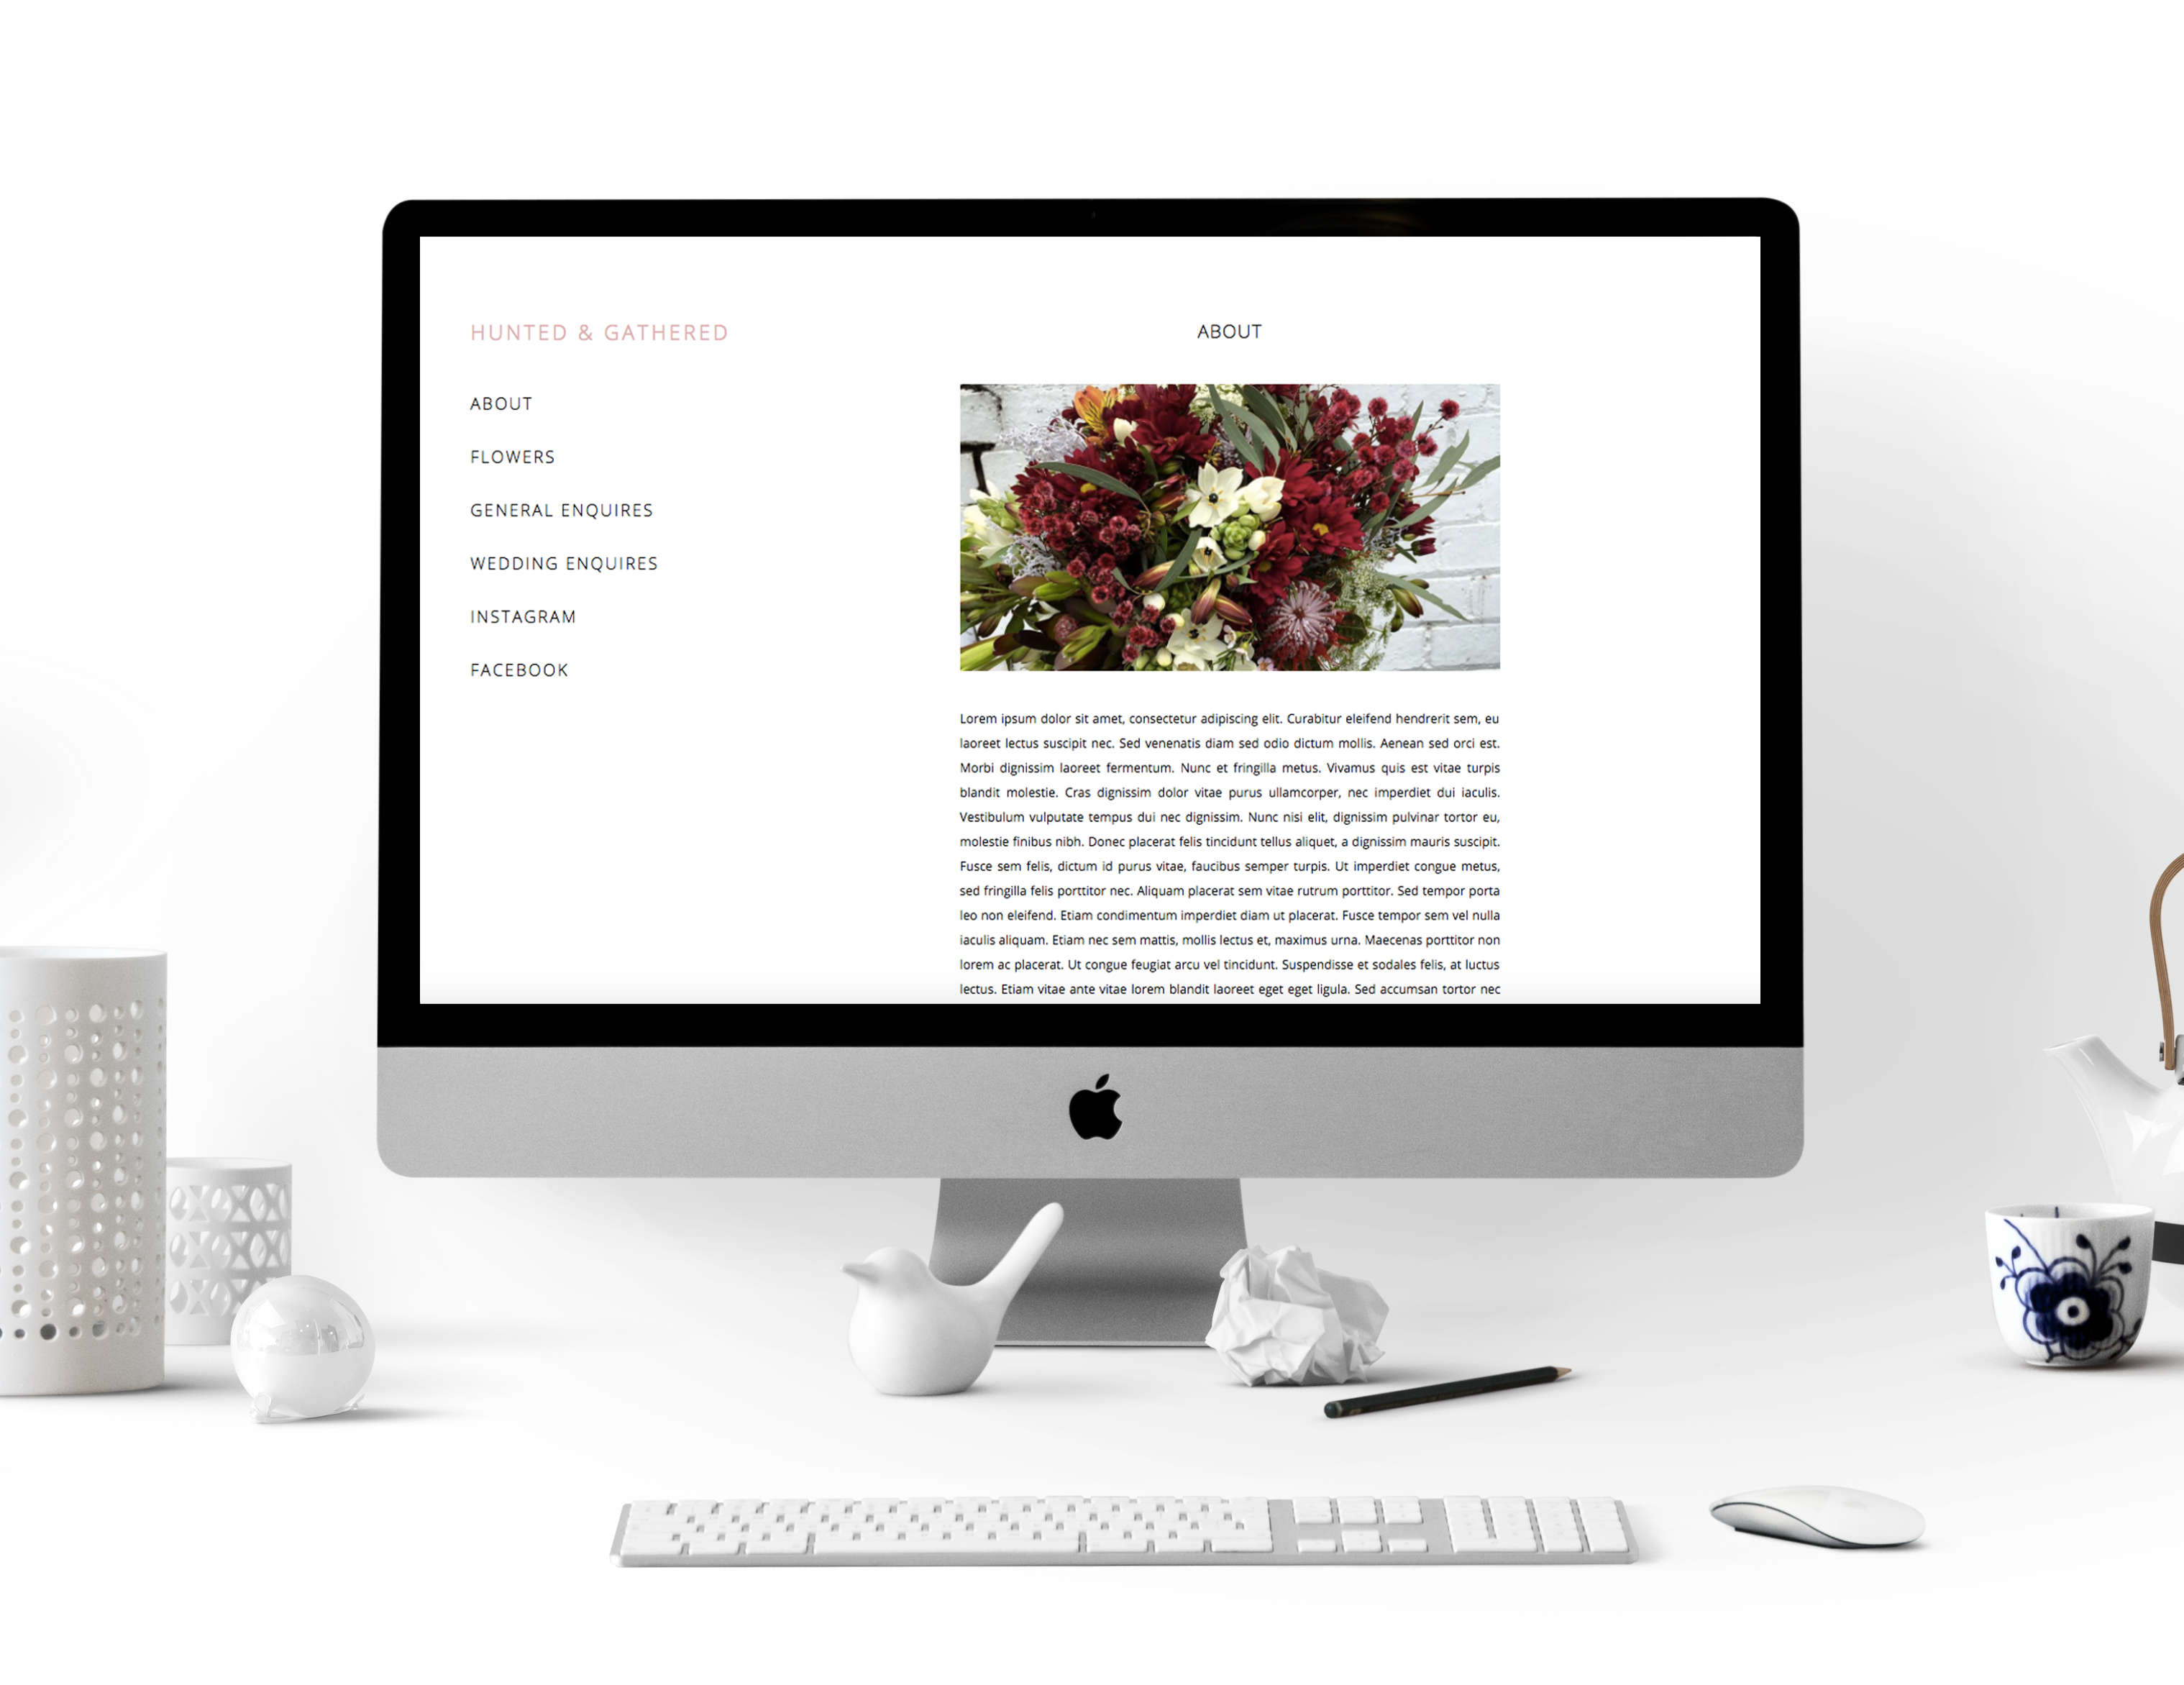 HUNTED & GATHERED
ABOUT
FLOWERS
GENERAL ENQUIRES
WEDDING ENQUIRES
INSTAGRAM
FACEBOOK
ABOUT
Lorem ipsum dolor sit amet, consectetur adipiscing elit. Curabitur eleifend hendrerit sem, eu
laoreet lectus suscipit nec. Sed venenatis diam sed odio dictum mollis. Aenean sed orci est.
Morbi dignissim laoreet fermentum. Nunc et fringilla metus. Vivamus quis est vitae turpis
blandit molestie. Cras dignissim dolor vitae purus ullamcorper, nec imperdiet dui iaculis.
Vestibulum vulputate tempus dui nec dignissim. Nunc nisi elit, dignissim pulvinar tortor eu,
molestie finibus nibh. Donec placerat felis tincidunt tellus aliquet, a dignissim mauris suscipit.
Fusce sem felis, dictum id purus vitae, faucibus semper turpis. Ut imperdiet congue metus,
sed fringilla felis porttitor nec. Aliquam placerat sem vitae rutrum porttitor. Sed tempor porta
leo non eleifend. Etiam condimentum imperdiet diam ut placerat. Fusce tempor sem vel nulla
iaculis aliquam. Etiam nec sem mattis, mollis lectus et, maximus urna. Maecenas porttitor non
lorem ac placerat. Ut congue feugiat arcu vel tincidunt. Suspendisse et sodales felis, at luctus
lectus. Etiam vitae ante vitae lorem blandit laoreet eget eget ligula. Sed accumsan tortor nec